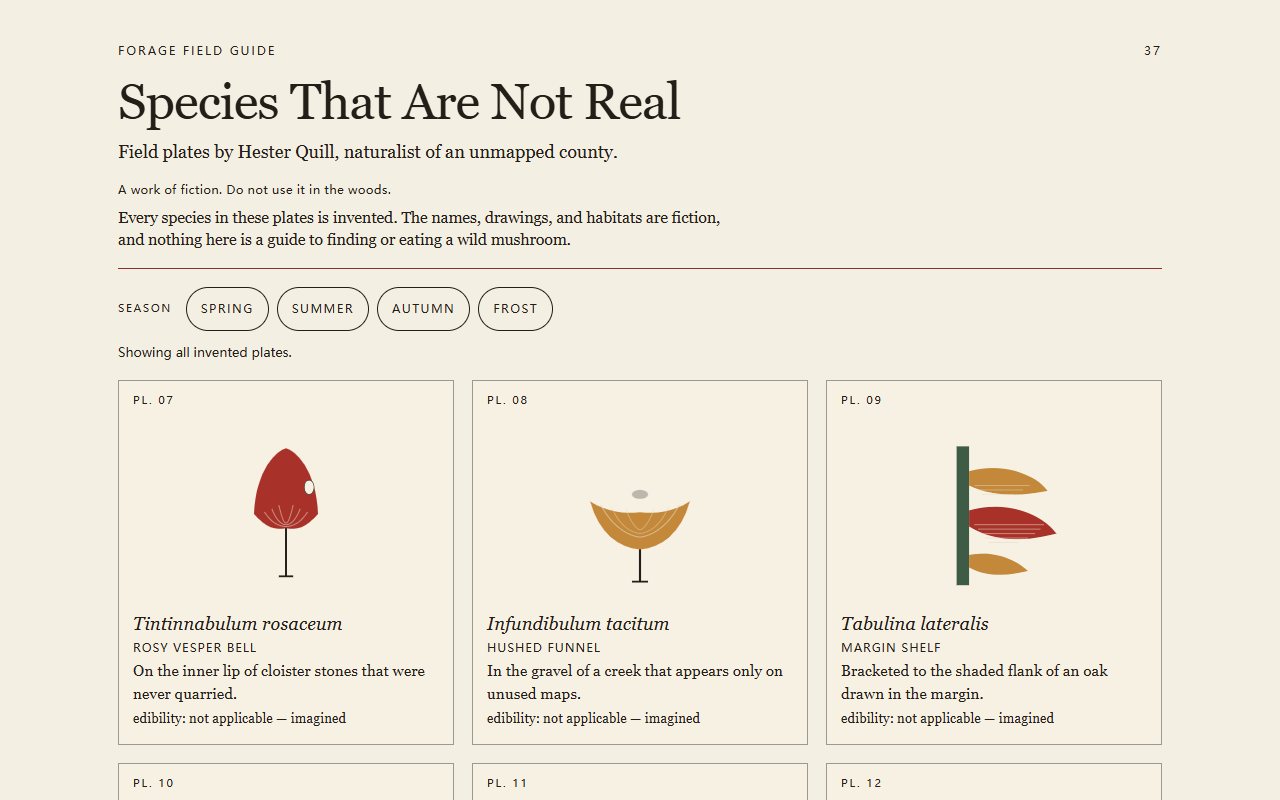 FORAGE FIELD GUIDE
37
Species That Are Not Real
Field plates by Hester Quill, naturalist of an unmapped county.
A work of fiction. Do not use it in the woods.
Every species in these plates is invented. The names, drawings, and habitats are fiction,
and nothing here is a guide to finding or eating a wild mushroom.
SEASON
SPRING
SUMMER
AUTUMN
FROST
Showing all invented plates.
PL. 07
Tintinnabulum rosaceum
ROSY VESPER BELL
On the inner lip of cloister stones that were
never quarried.
edibility: not applicable — imagined
PL. 08
Infundibulum tacitum
HUSHED FUNNEL
In the gravel of a creek that appears only on
unused maps.
edibility: not applicable — imagined
PL. 09
Tabulina lateralis
MARGIN SHELF
Bracketed to the shaded flank of an oak
drawn in the margin.
edibility: not applicable — imagined
PL. 10
PL. 11
PL. 12